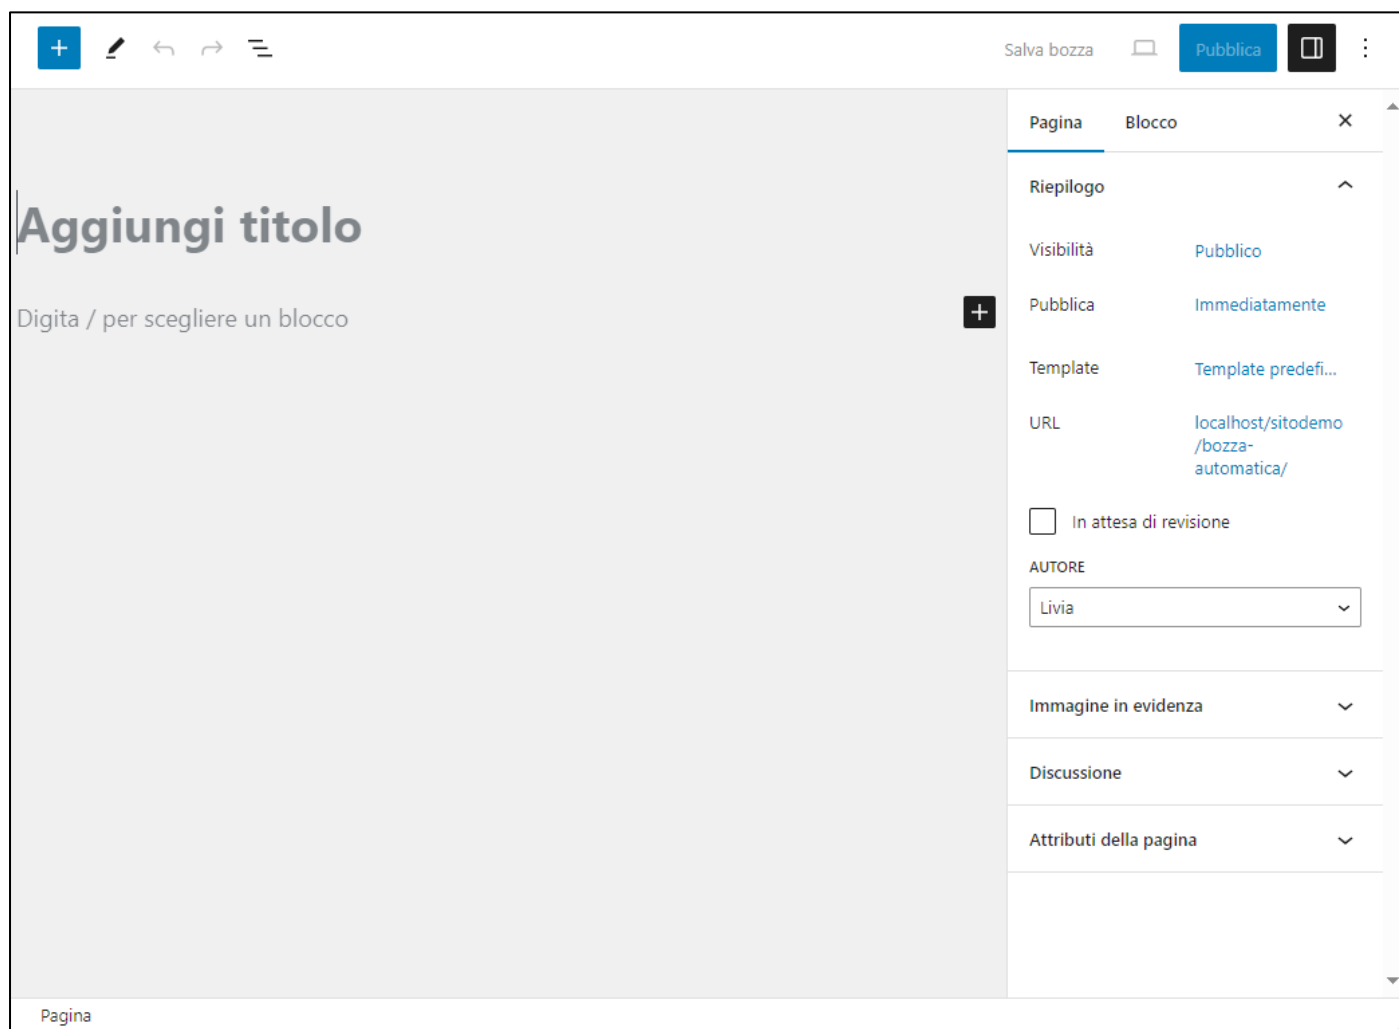 Salva bozza
Pubblica
Pagina
Blocco
Riepilogo
Aggiungi titolo
Visibilità
Pubblico
Digita / per scegliere un blocco
Pubblica
Immediatamente
Template
Template predefi...
URL
localhost/sitodemo
/bozza-
automatica/
In attesa di revisione
AUTORE
Livia
Immagine in evidenza
Discussione
Attributi della pagina
Pagina